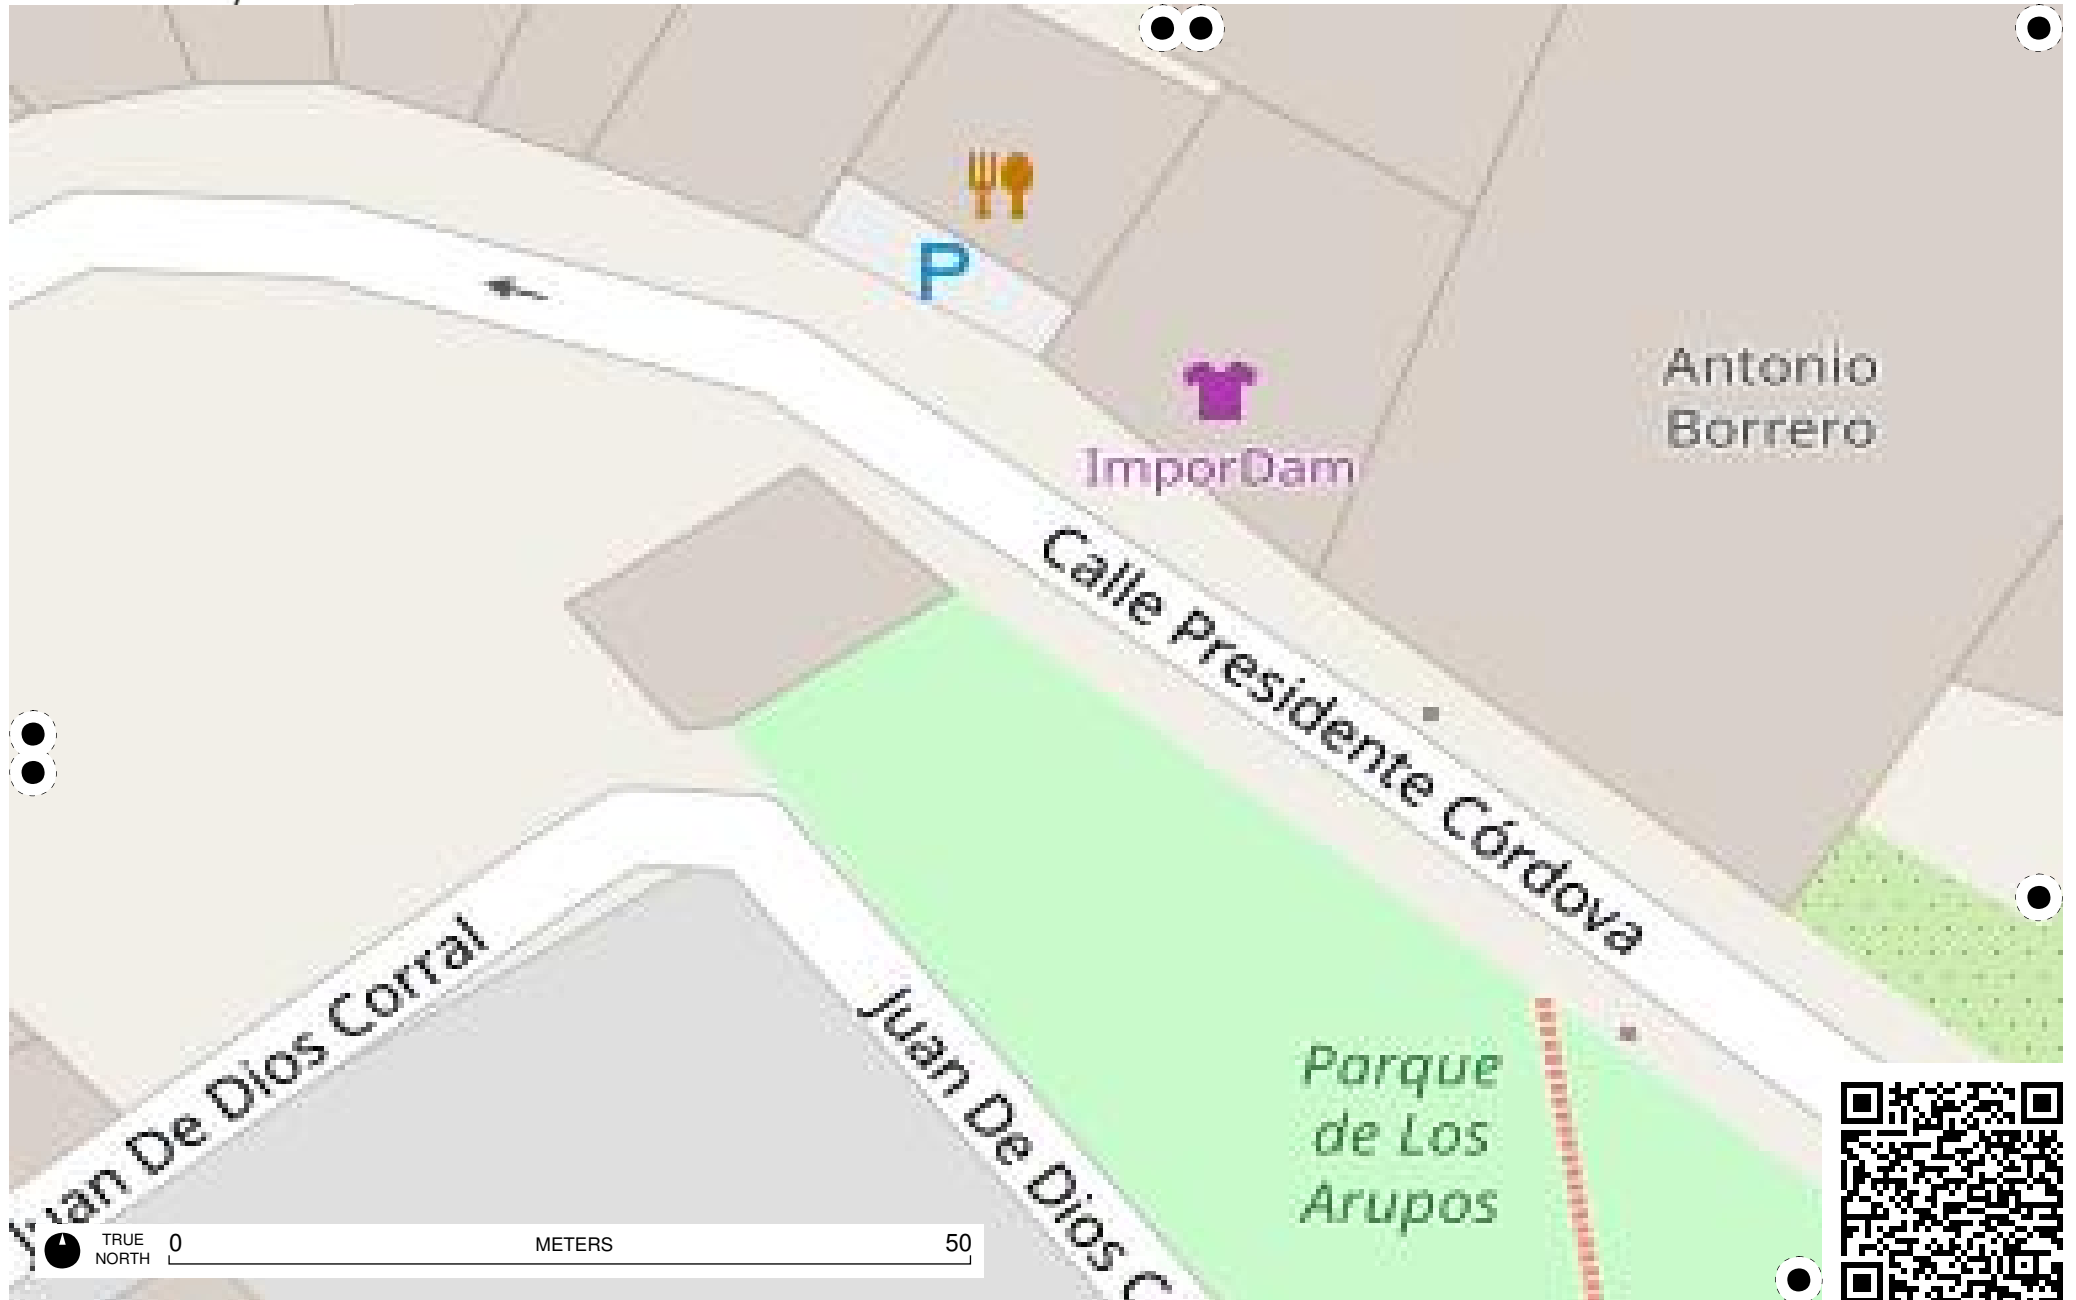 P
Antonio
Borrero
ImporDam
Calle Presidente Córdova
Juan De Dios Corral
Juan De Dios C
Parque
de Los
Arupos
TRUE
NORTH
0
METERS
50